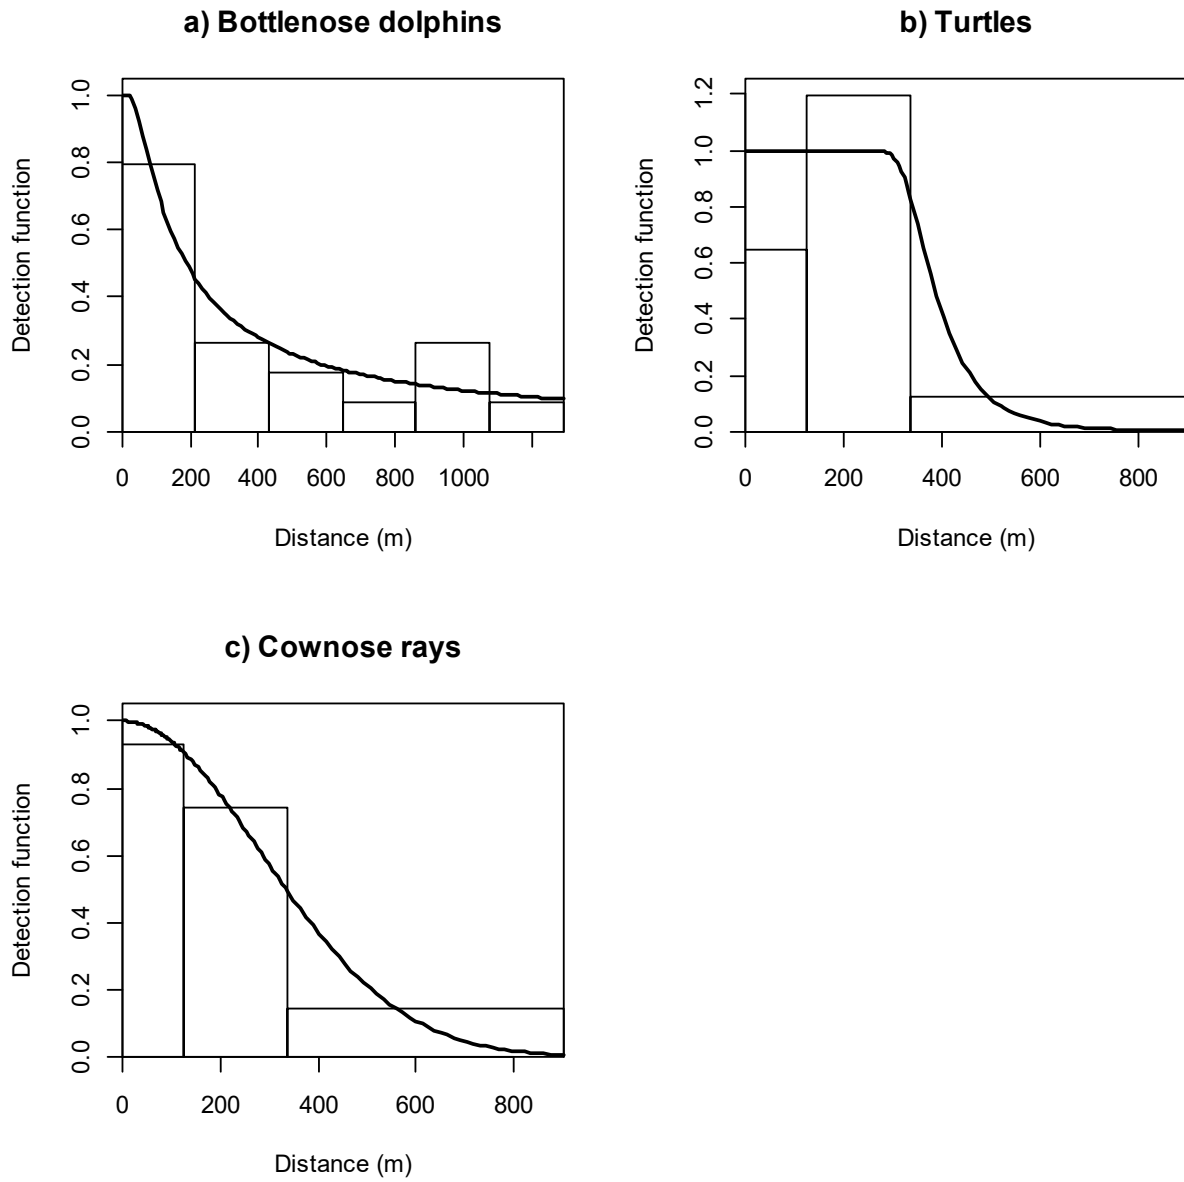 a) Bottlenose dolphins
Detection function
1.0
0.8
0.6
0.4
0.2
0.0
0 200 400 600 800 1000
Distance (m)
b) Turtles
Detection function
1.2
1.0
0.8
0.6
0.4
0.2
0.0
0 200 400 600 800
Distance (m)
c) Cownose rays
Detection function
1.0
0.8
0.6
0.4
0.2
0.0
0 200 400 600 800
Distance (m)